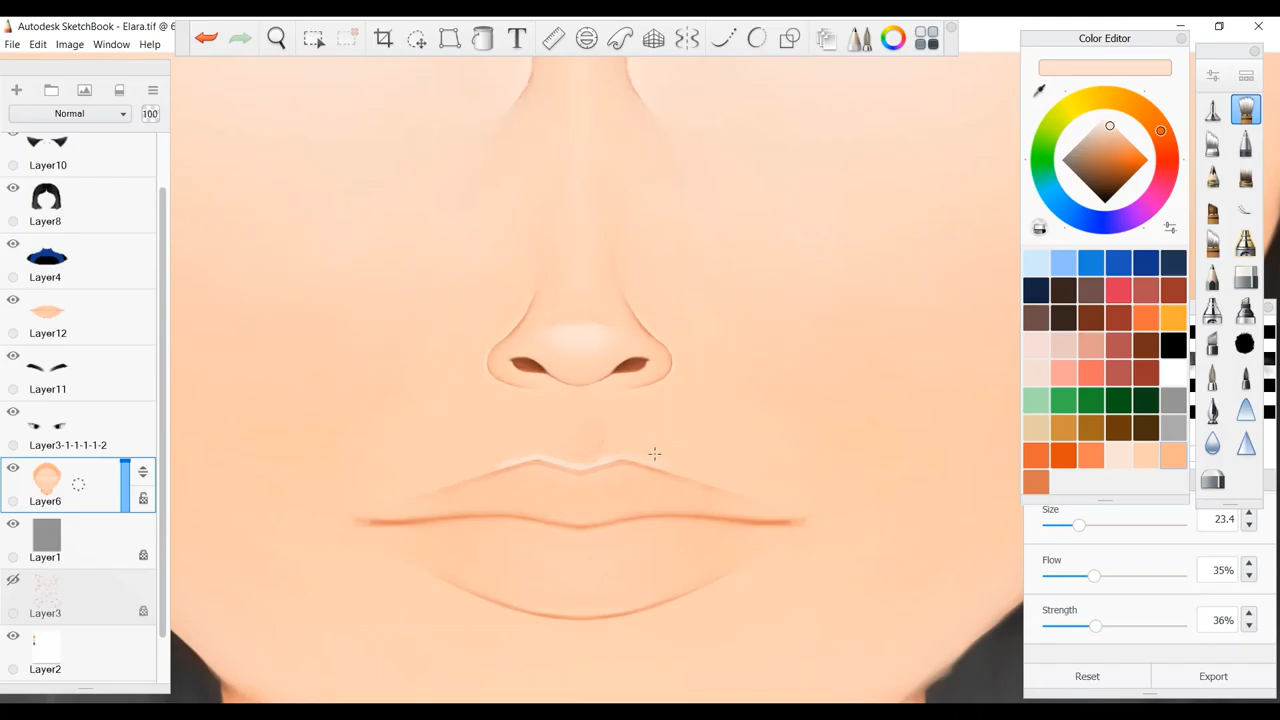 Autodesk SketchBook - Elara.tif @ 6
File Edit Image Window Help
T
Color Editor
Normal
100
Layer10
Layer8
Layer4
Layer12
Layer11
Layer3-1-1-1-1-2
Layer6
Layer1
Layer3
Layer2
Size
23.4
Flow
35%
Strength
36%
Reset
Export